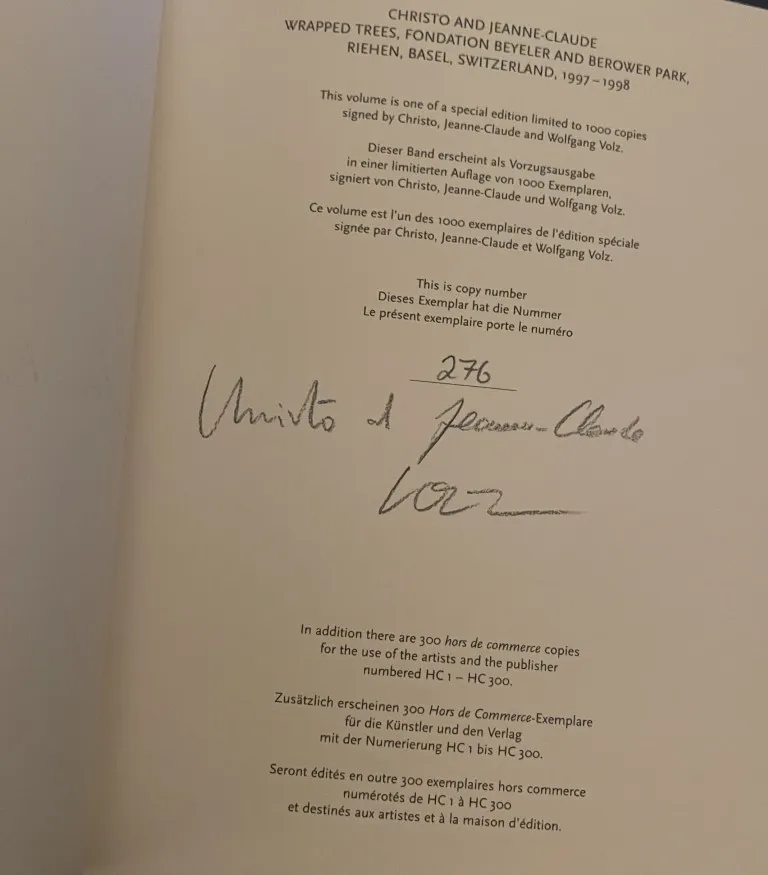 CHRISTO AND JEANNE-CLAUDE
WRAPPED TREES, FONDATION BEYELER AND BEROWER PARK,
RIEHEN, BASEL, SWITZERLAND, 1997–1998
This volume is one of a special edition limited to 1000 copies
signed by Christo, Jeanne-Claude and Wolfgang Volz.
Dieser Band erscheint als Vorzugsausgabe
in einer limitierten Auflage von 1000 Exemplaren,
signiert von Christo, Jeanne-Claude und Wolfgang Volz.
Ce volume est l'un des 1000 exemplaires de l'édition spéciale
signée par Christo, Jeanne-Claude et Wolfgang Volz.
This is copy number
Dieses Exemplar hat die Nummer
Le présent exemplaire porte le numéro
276
Christo et Jeanne-Claude
Volz
In addition there are 300 hors de commerce copies
for the use of the artists and the publisher
numbered HC 1 – HC 300.
Zusätzlich erscheinen 300 Hors de Commerce-Exemplare
für die Künstler und den Verlag
mit der Numerierung HC 1 bis HC 300.
Seront édités en outre 300 exemplaires hors commerce
numérotés de HC 1 à HC 300
et destinés aux artistes et à la maison d'édition.